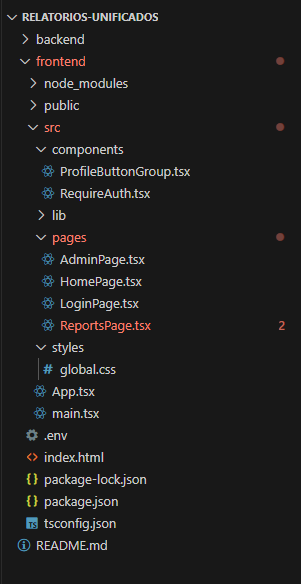 RELATORIOS-UNIFICADOS
backend
frontend
node_modules
public
src
components
ProfileButtonGroup.tsx
RequireAuth.tsx
lib
pages
AdminPage.tsx
HomePage.tsx
LoginPage.tsx
ReportsPage.tsx 2
styles
# global.css
App.tsx
main.tsx
.env
<> index.html
{} package-lock.json
{} package.json
TS tsconfig.json
README.md